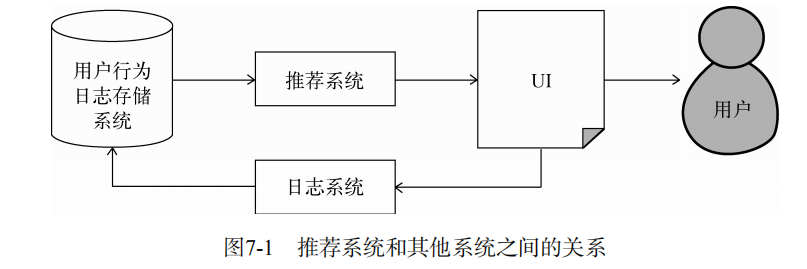 用户行为
日志存储
系统
推荐系统
UI
用户
日志系统
图7-1 推荐系统和其他系统之间的关系